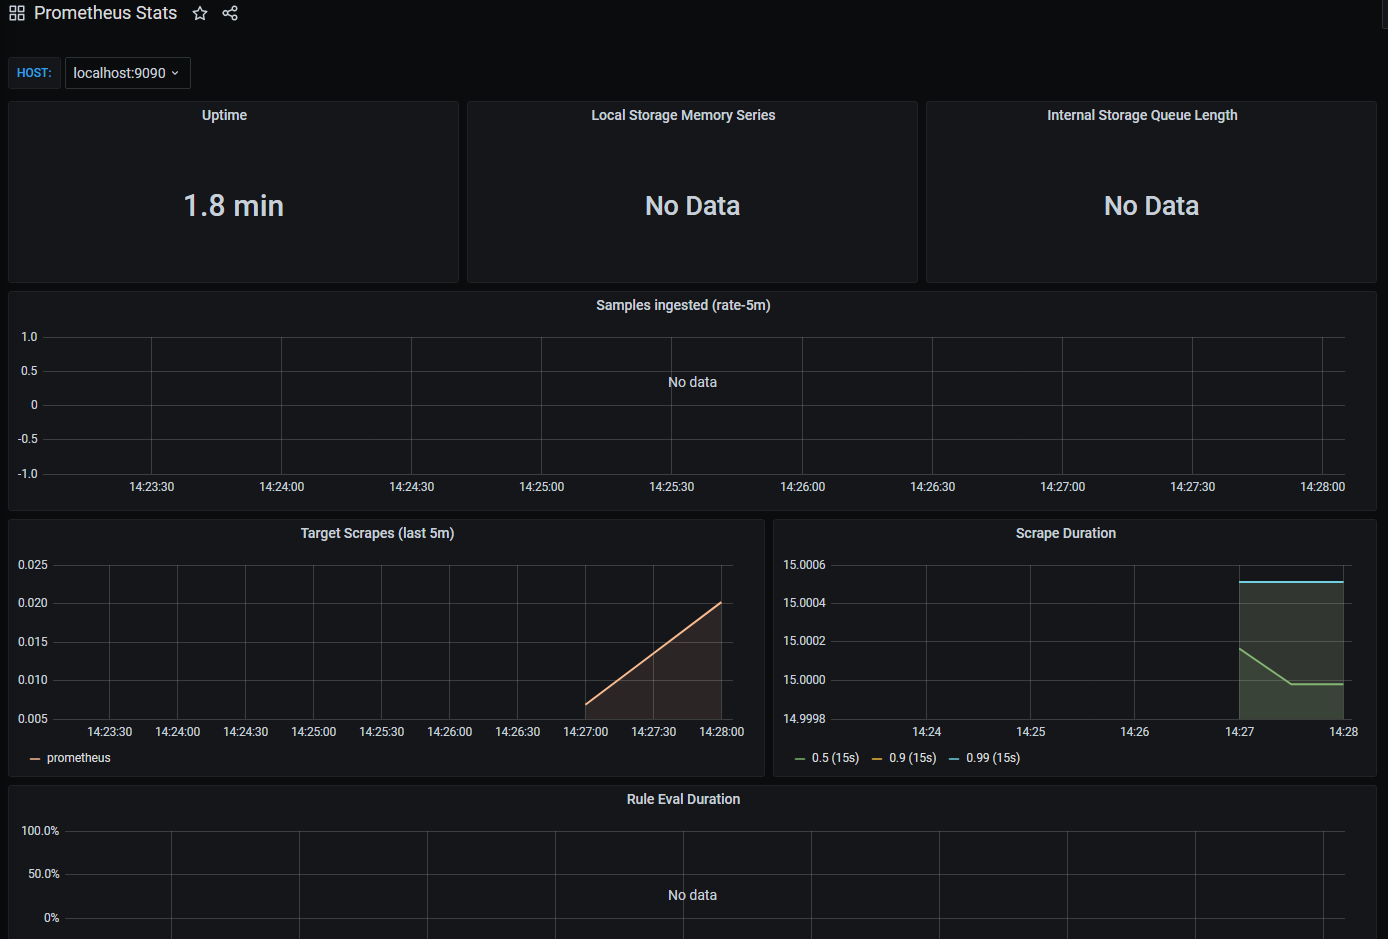 Prometheus Stats
HOST: localhost:9090
Uptime
1.8 min
Local Storage Memory Series
No Data
Internal Storage Queue Length
No Data
Samples ingested (rate-5m)
1.0
0.5
0
-0.5
-1.0
No data
14:23:30 14:24:00 14:24:30 14:25:00 14:25:30 14:26:00 14:26:30 14:27:00 14:27:30 14:28:00
Target Scrapes (last 5m)
0.025
0.020
0.015
0.010
0.005
14:23:30 14:24:00 14:24:30 14:25:00 14:25:30 14:26:00 14:26:30 14:27:00 14:27:30 14:28:00
prometheus
Scrape Duration
15.0006
15.0004
15.0002
15.0000
14.9998
14:24 14:25 14:26 14:27 14:28
0.5 (15s) 0.9 (15s) 0.99 (15s)
Rule Eval Duration
100.0%
50.0%
0%
No data